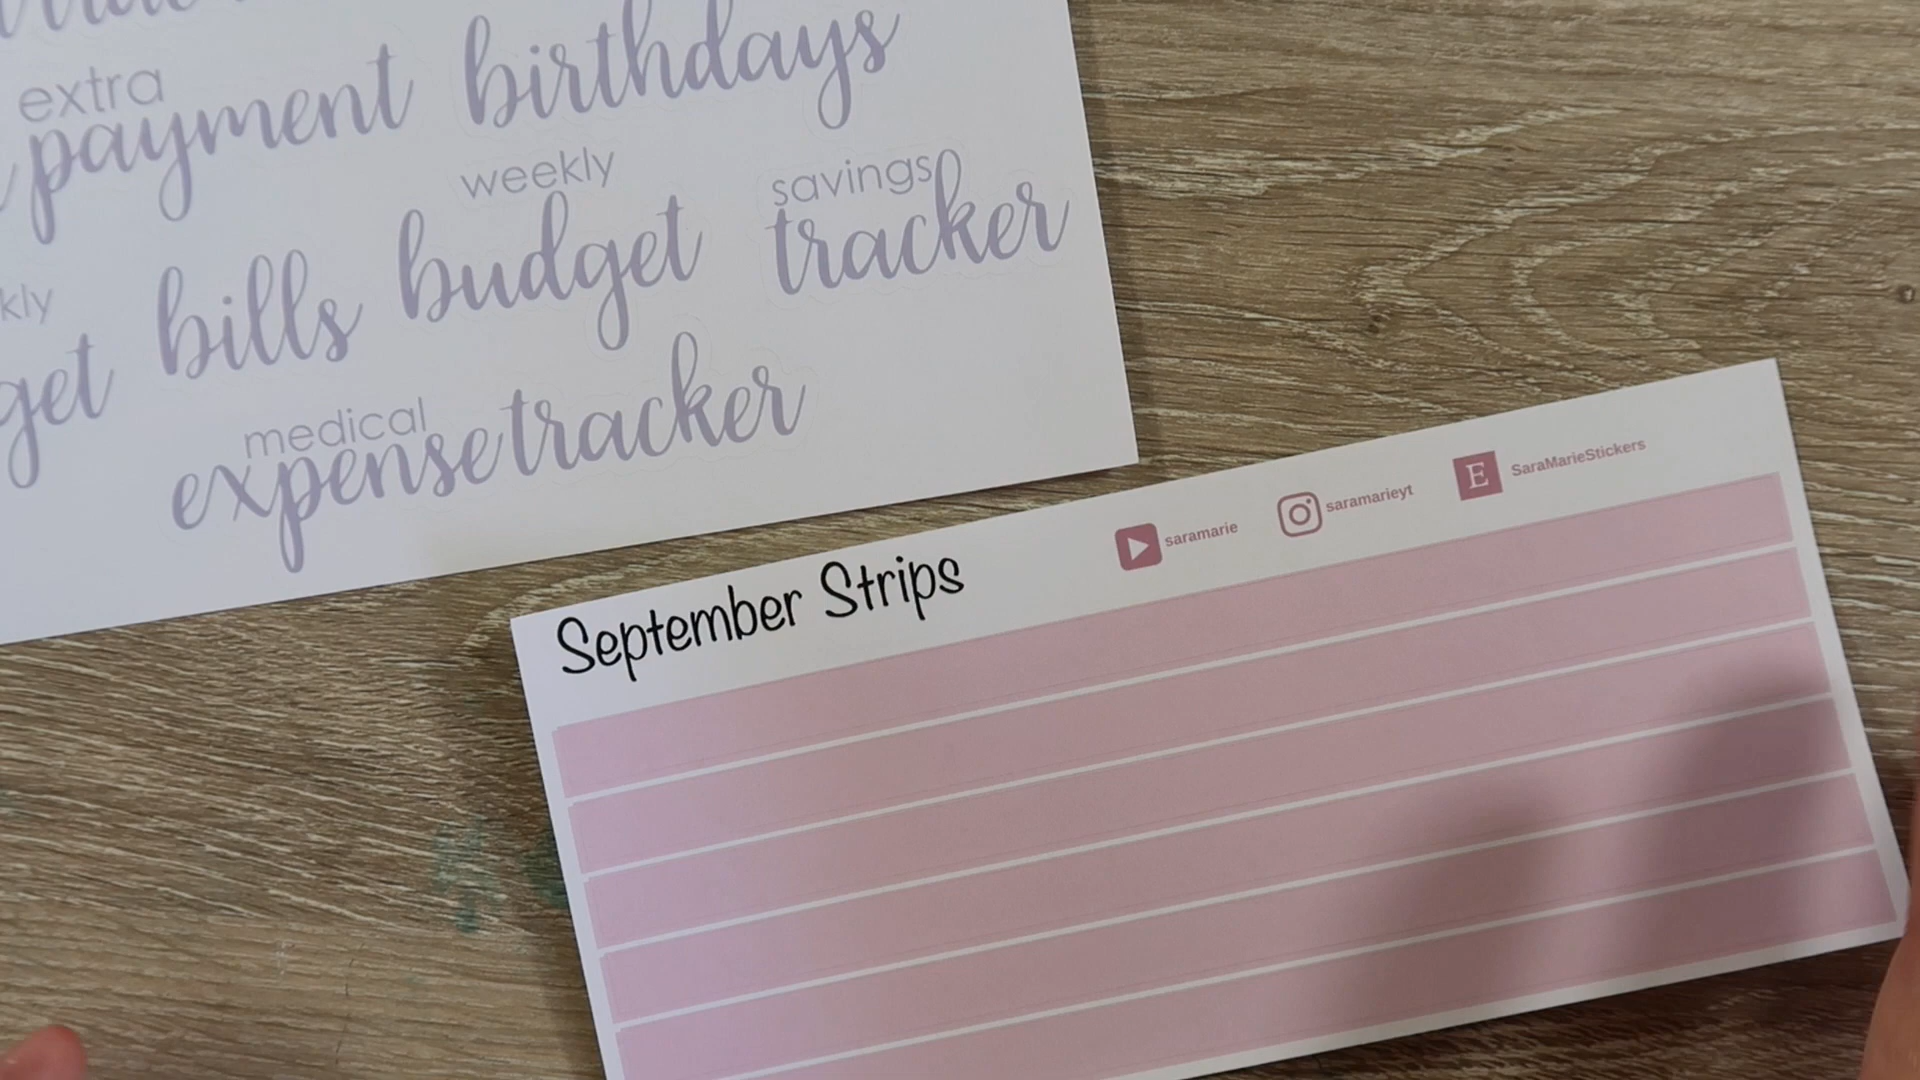 extra
payment
birthdays
weekly
budget
savings
tracker
kly
get
bills
medical
expense tracker
September Strips
saramarie
saramarieyt
E SaraMarieStickers